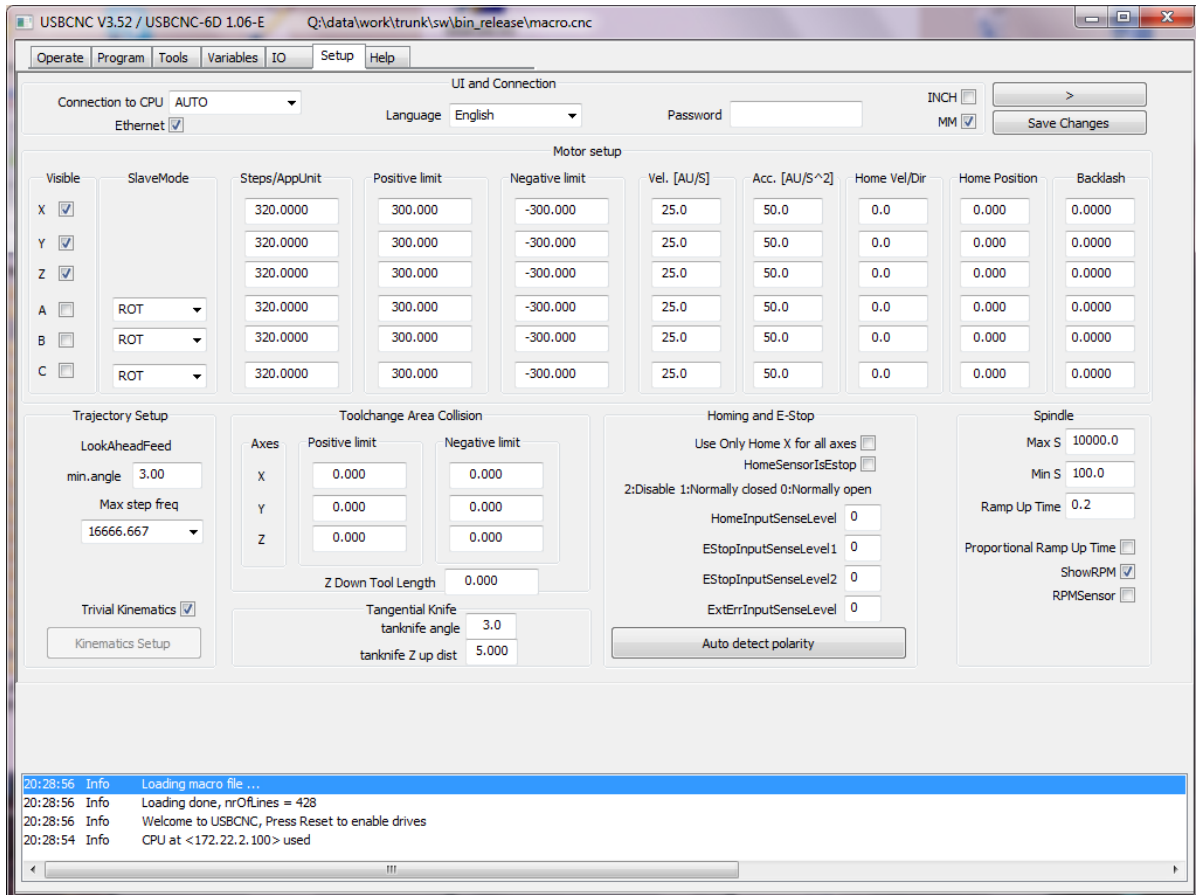 USBCNC V3.52 / USBCNC-6D 1.06-E Q:\data\work\trunk\sw\bin_release\macro.cnc
Operate Program Tools Variables IO Setup Help
UI and Connection
Connection to CPU AUTO Language English Password INCH >
Ethernet MM Save Changes
Motor setup
Visible SlaveMode Steps/AppUnit Positive limit Negative limit Vel. [AU/S] Acc. [AU/S^2] Home Vel/Dir Home Position Backlash
X 320.0000 300.000 -300.000 25.0 50.0 0.0 0.000 0.0000
Y 320.0000 300.000 -300.000 25.0 50.0 0.0 0.000 0.0000
Z 320.0000 300.000 -300.000 25.0 50.0 0.0 0.000 0.0000
A ROT 320.0000 300.000 -300.000 25.0 50.0 0.0 0.000 0.0000
B ROT 320.0000 300.000 -300.000 25.0 50.0 0.0 0.000 0.0000
C ROT 320.0000 300.000 -300.000 25.0 50.0 0.0 0.000 0.0000
Trajectory Setup
LookAheadFeed
min.angle 3.00
Max step freq
16666.667
Trivial Kinematics
Kinematics Setup
Toolchange Area Collision
Axes Positive limit Negative limit
X 0.000 0.000
Y 0.000 0.000
Z 0.000 0.000
Z Down Tool Length 0.000
Tangential Knife
tanknife angle 3.0
tanknife Z up dist 5.000
Homing and E-Stop
Use Only Home X for all axes
HomeSensorIsEstop
2:Disable 1:Normally closed 0:Normally open
HomeInputSenseLevel 0
EStopInputSenseLevel1 0
EStopInputSenseLevel2 0
ExtErrInputSenseLevel 0
Auto detect polarity
Spindle
Max S 10000.0
Min S 100.0
Ramp Up Time 0.2
Proportional Ramp Up Time
ShowRPM
RPMSensor
20:28:56 Info Loading macro file ...
20:28:56 Info Loading done, nrOfLines = 428
20:28:56 Info Welcome to USBCNC, Press Reset to enable drives
20:28:54 Info CPU at <172.22.2.100> used